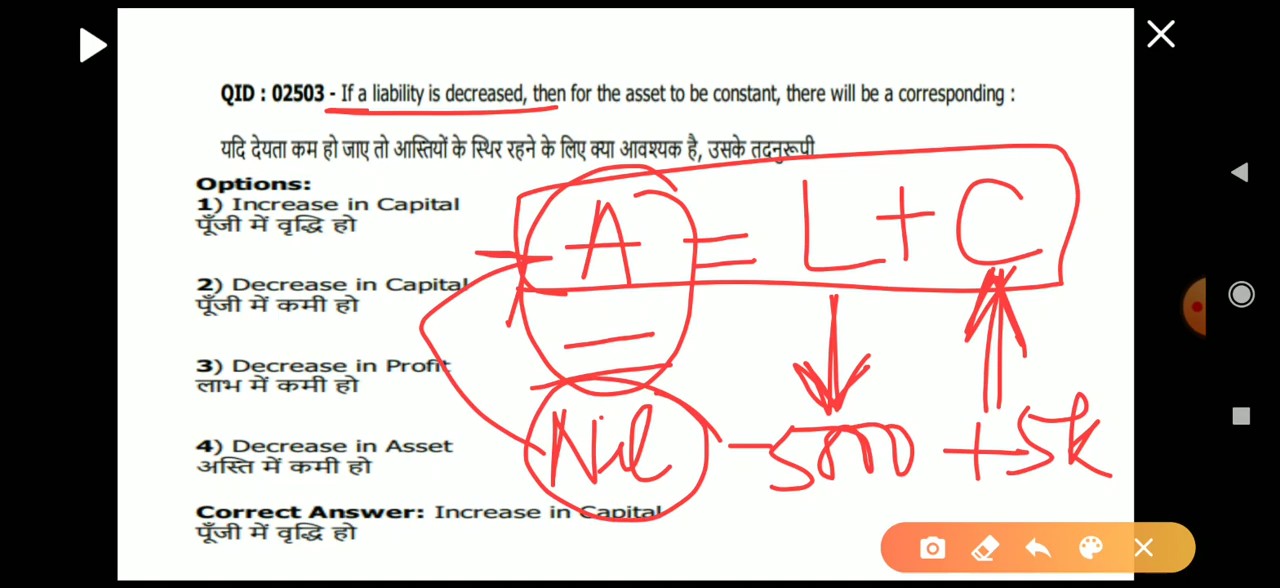 QID : 02503 - If a liability is decreased, then for the asset to be constant, there will be a corresponding :
यदि देयता कम हो जाए तो आस्तियों के स्थिर रहने के लिए क्या आवश्यक है, उसके तदनुरूपी
Options:
A = L + C
1) Increase in Capital
पूँजी में वृद्धि हो
2) Decrease in Capital
पूँजी में कमी हो
3) Decrease in Profit
लाभ में कमी हो
Nil -5000 +5k
4) Decrease in Asset
अस्ति में कमी हो
Correct Answer: Increase in Capital
पूँजी में वृद्धि हो